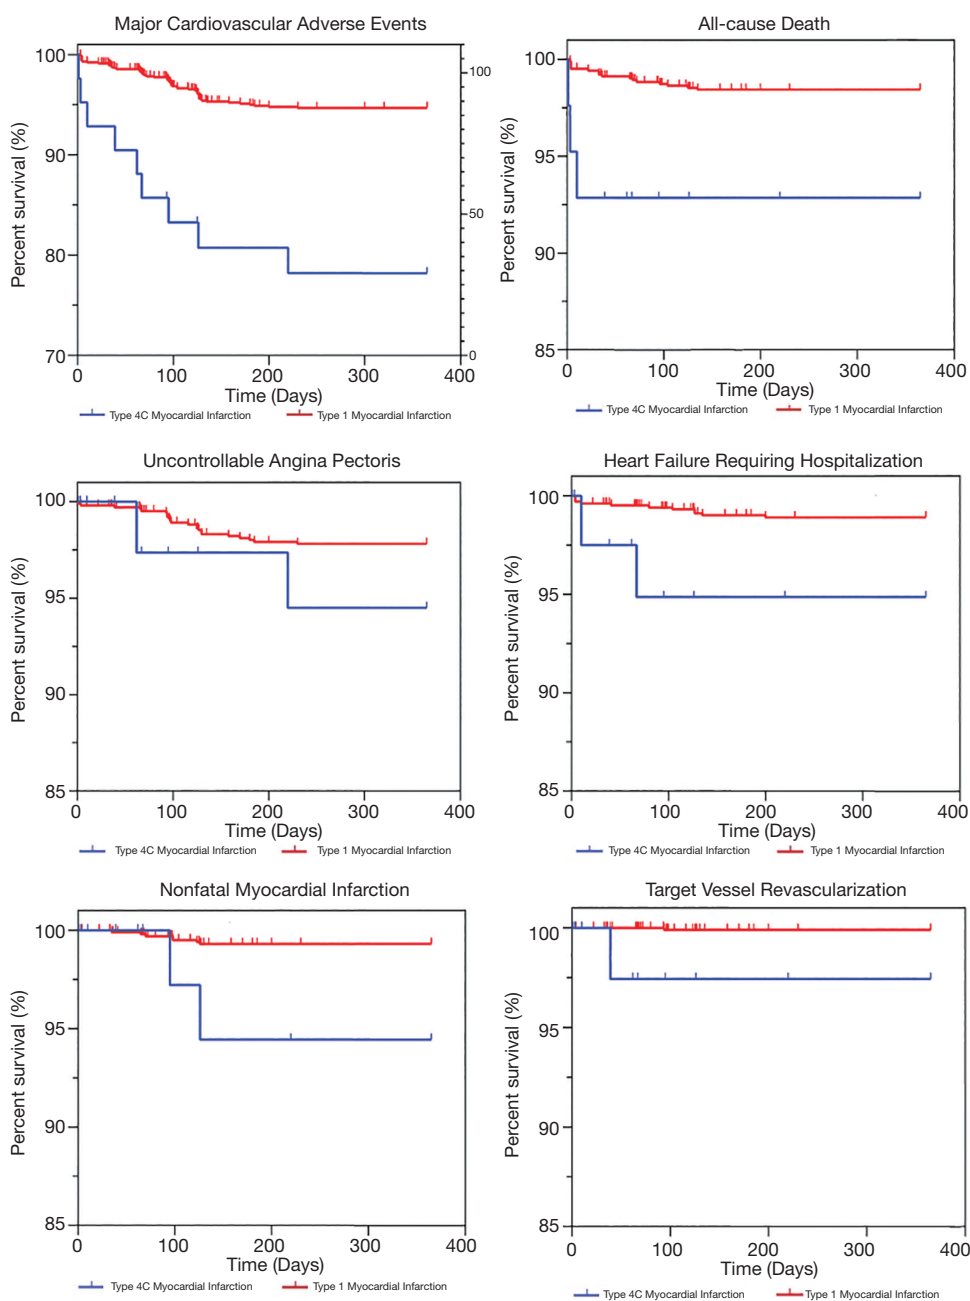 Major Cardiovascular Adverse Events
100
90
80
70
Percent survival (%)
100
50
0
0 100 200 300 400
Time (Days)
Type 4C Myocardial Infarction Type 1 Myocardial Infarction
All-cause Death
100
95
90
85
Percent survival (%)
0 100 200 300 400
Time (Days)
Type 4C Myocardial Infarction Type 1 Myocardial Infarction
Uncontrollable Angina Pectoris
100
95
90
85
Percent survival (%)
0 100 200 300 400
Time (Days)
Type 4C Myocardial Infarction Type 1 Myocardial Infarction
Heart Failure Requiring Hospitalization
100
95
90
85
Percent survival (%)
0 100 200 300 400
Time (Days)
Type 4C Myocardial Infarction Type 1 Myocardial Infarction
Nonfatal Myocardial Infarction
100
95
90
85
Percent survival (%)
0 100 200 300 400
Time (Days)
Type 4C Myocardial Infarction Type 1 Myocardial Infarction
Target Vessel Revascularization
100
95
90
85
Percent survival (%)
0 100 200 300 400
Time (Days)
Type 4C Myocardial Infarction Type 1 Myocardial Infarction